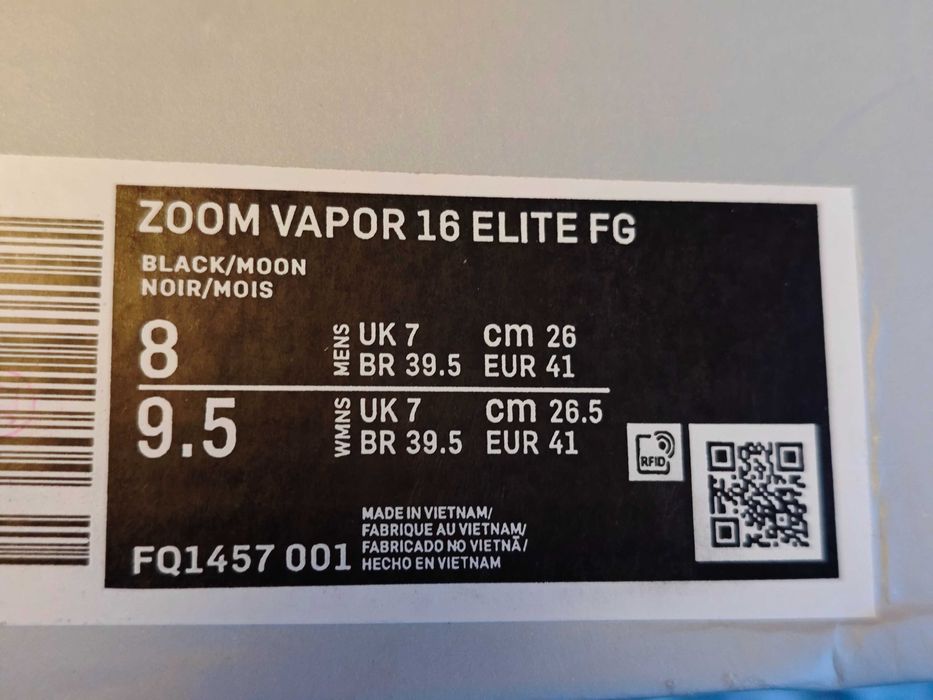 ZOOM VAPOR 16 ELITE FG
BLACK/MOON
NOIR/MOIS
8
MENS
UK 7 cm 26
BR 39.5 EUR 41
9.5
WMNS
UK 7 cm 26.5
BR 39.5 EUR 41
RFID
MADE IN VIETNAM/
FABRIQUE AU VIETNAM/
FABRICADO NO VIETNÃ/
HECHO EN VIETNAM
FQ1457 001